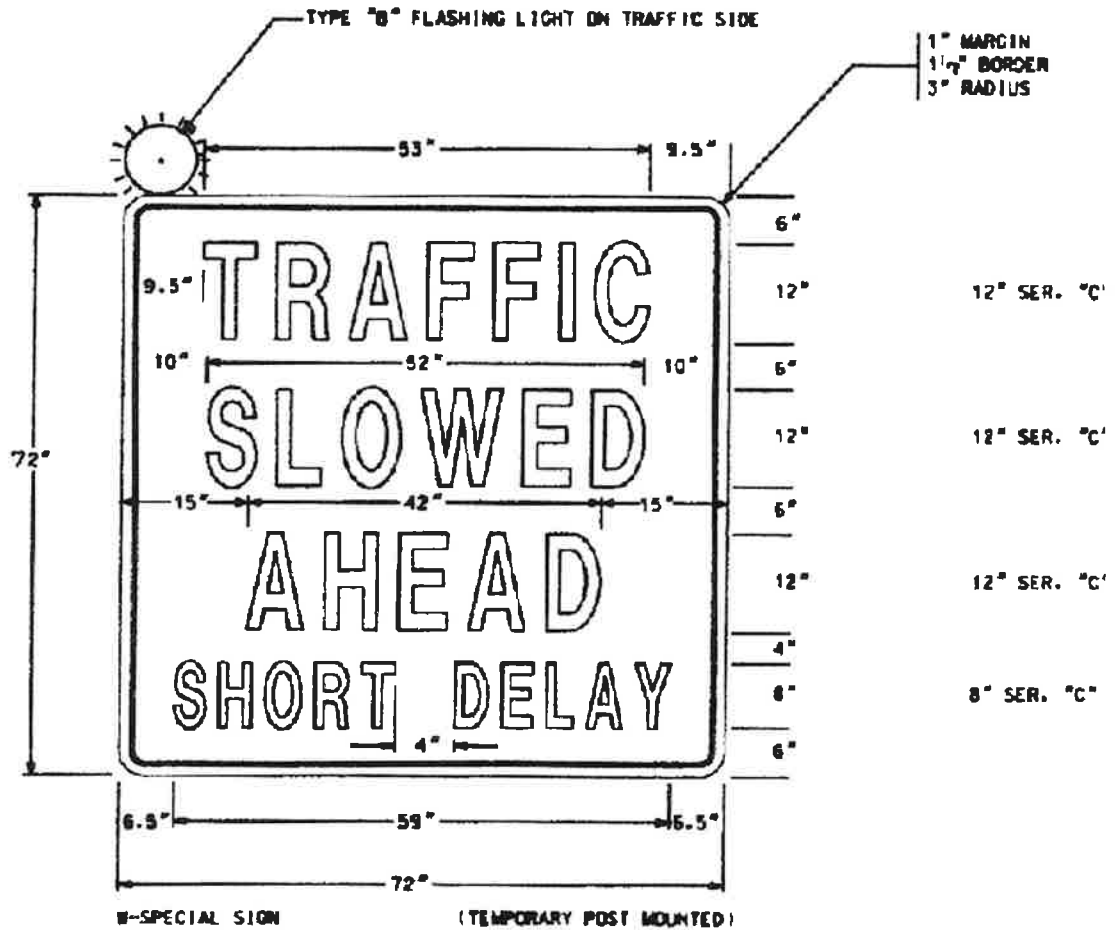 TYPE "B" FLASHING LIGHT ON TRAFFIC SIDE
1" MARGIN
BORDER
3" RADIUS
53" 9.5"
6"
TRAFFIC
9.5" 12" 12" SER. "C"
10" 52" 10" 6"
SLOWED
72" 12" 12" SER. "C"
15" 42" 15" 6"
AHEAD
12" 12" SER. "C"
4"
SHORT DELAY
8" 8" SER. "C"
4" 6"
6.5" 59" 6.5"
72"
W-SPECIAL SIGN (TEMPORARY POST MOUNTED)